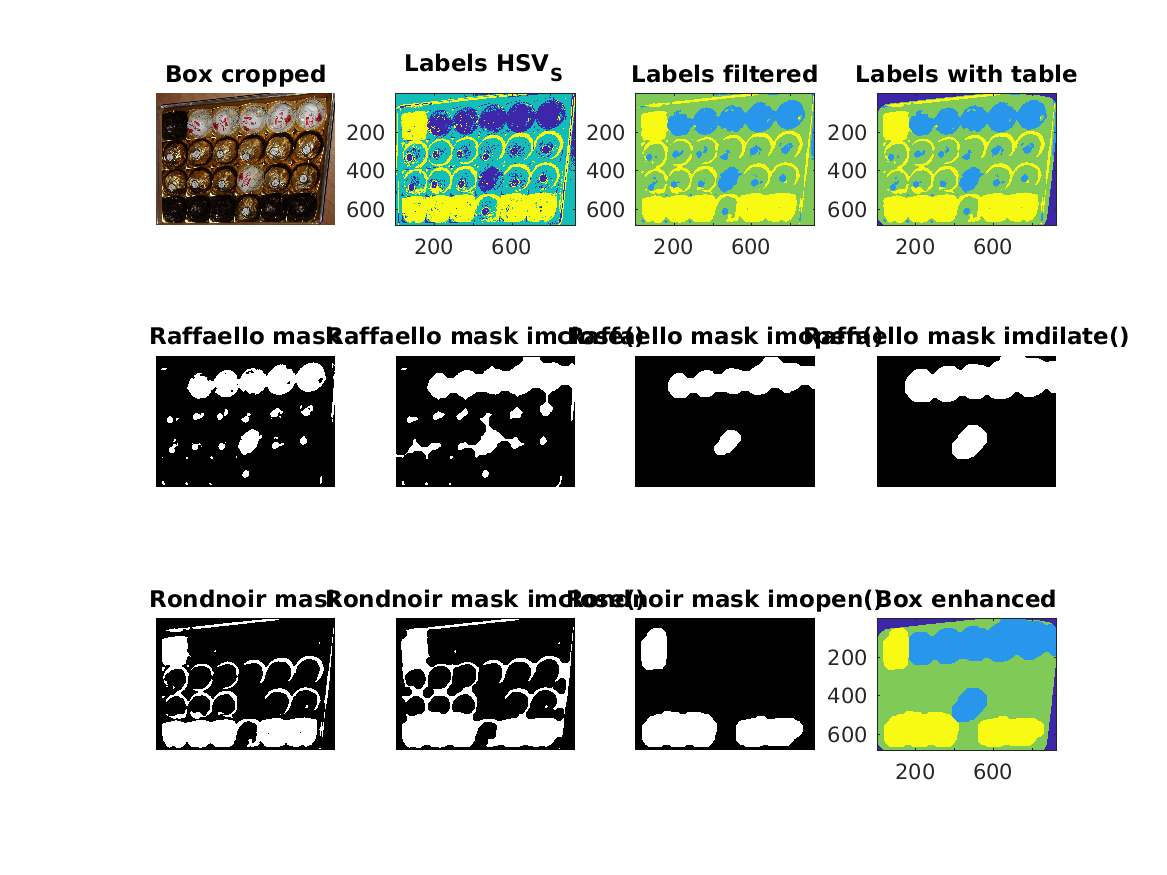 Box cropped
Labels HSV_S
Labels filtered
Labels with table
200
400
600
200 600
200
400
600
200 600
200
400
600
200 600
Raffaello mask
Raffaello mask imclose()
Raffaello mask imopen()
Raffaello mask imdilate()
Rondnoir mask
Rondnoir mask imclose()
Rondnoir mask imopen()
Box enhanced
200
400
600
200 600